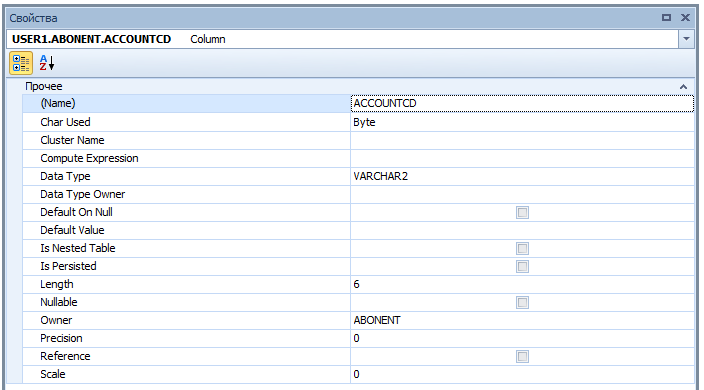 Свойства
USER1.ABONENT.ACCOUNTCD Column
A Z
Прочее
(Name) ACCOUNTCD
Char Used Byte
Cluster Name
Compute Expression
Data Type VARCHAR2
Data Type Owner
Default On Null
Default Value
Is Nested Table
Is Persisted
Length 6
Nullable
Owner ABONENT
Precision 0
Reference
Scale 0